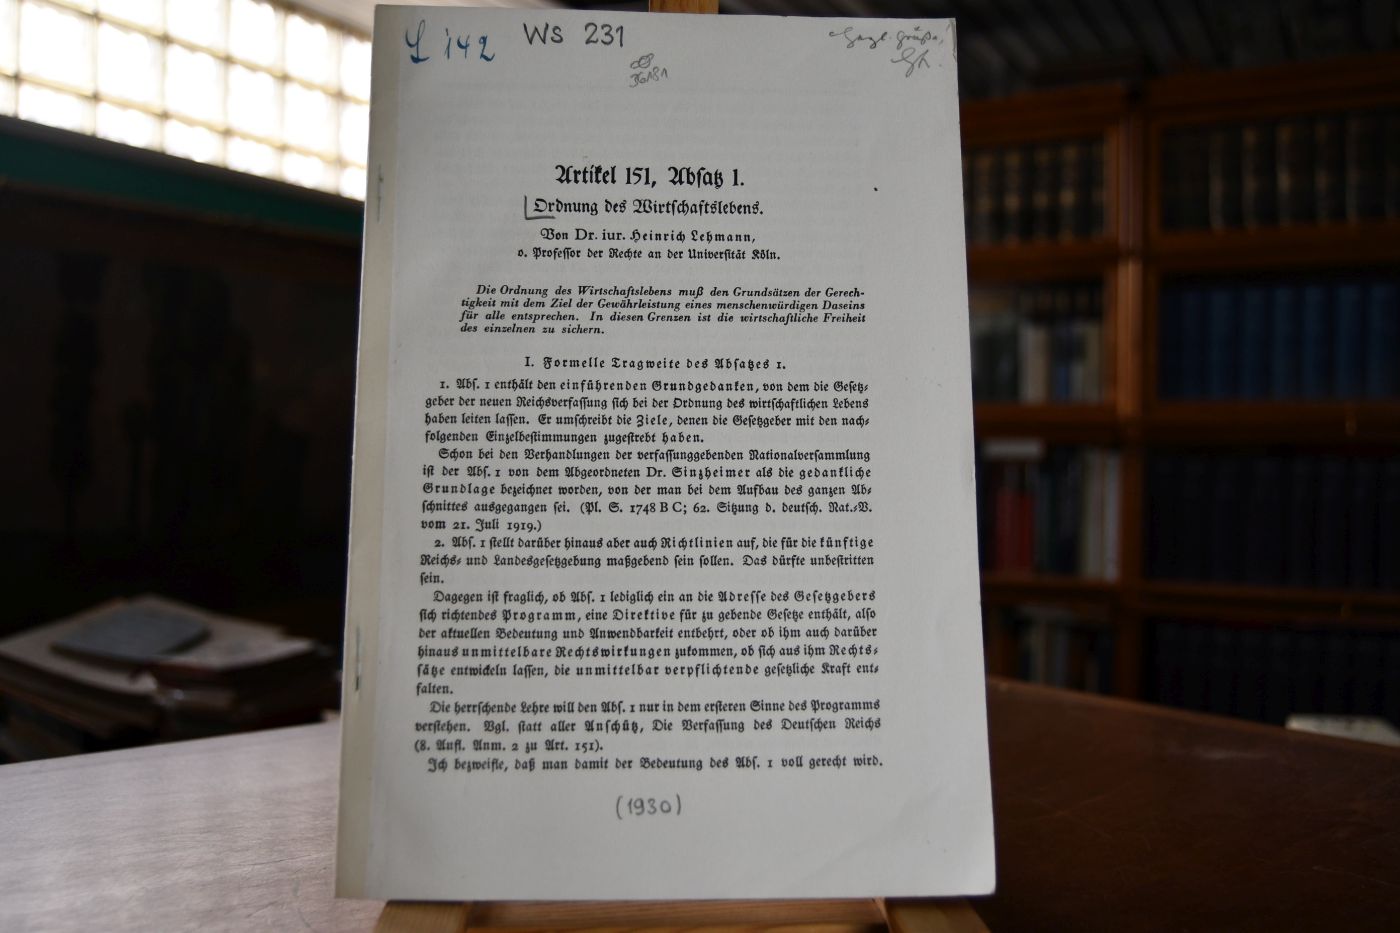 L 142 WS 231 Herzl. Grüße,
36181
Artikel 151, Absatz 1.
Ordnung des Wirtschaftslebens.
Von Dr. iur. Heinrich Lehmann,
o. Professor der Rechte an der Universität Köln.
Die Ordnung des Wirtschaftslebens muß den Grundsätzen der Gerech-
tigkeit mit dem Ziel der Gewährleistung eines menschenwürdigen Daseins
für alle entsprechen. In diesen Grenzen ist die wirtschaftliche Freiheit
des einzelnen zu sichern.
I. Formelle Tragweite des Absatzes 1.
1. Abs. 1 enthält den einführenden Grundgedanken, von dem die Gesetz-
geber der neuen Reichsverfassung sich bei der Ordnung des wirtschaftlichen Lebens
haben leiten lassen. Er umschreibt die Ziele, denen die Gesetzgeber mit den nach-
folgenden Einzelbestimmungen zugestrebt haben.
Schon bei den Verhandlungen der verfassunggebenden Nationalversammlung
ist der Abs. 1 von dem Abgeordneten Dr. Sinzheimer als die gedankliche
Grundlage bezeichnet worden, von der man bei dem Aufbau des ganzen Ab-
schnittes ausgegangen sei. (Pl. S. 1748 B C; 62. Sitzung d. deutsch. Nat.-V.
vom 21. Juli 1919.)
2. Abs. 1 stellt darüber hinaus aber auch Richtlinien auf, die für die künftige
Reichs- und Landesgesetzgebung maßgebend sein sollen. Das dürfte unbestritten
sein.
Dagegen ist fraglich, ob Abs. 1 lediglich ein an die Adresse des Gesetzgebers
sich richtendes Programm, eine Direktive für zu gebende Gesetze enthält, also
der aktuellen Bedeutung und Anwendbarkeit entbehrt, oder ob ihm auch darüber
hinaus unmittelbare Rechtswirkungen zukommen, ob sich aus ihm Rechts-
sätze entwickeln lassen, die unmittelbar verpflichtende gesetzliche Kraft ent-
falten.
Die herrschende Lehre will den Abs. 1 nur in dem ersteren Sinne des Programms
verstehen. Vgl. statt aller Anschütz, Die Verfassung des Deutschen Reichs
(8. Aufl. Anm. 2 zu Art. 151).
Ich bezweifle, daß man damit der Bedeutung des Abs. 1 voll gerecht wird.
(1930)